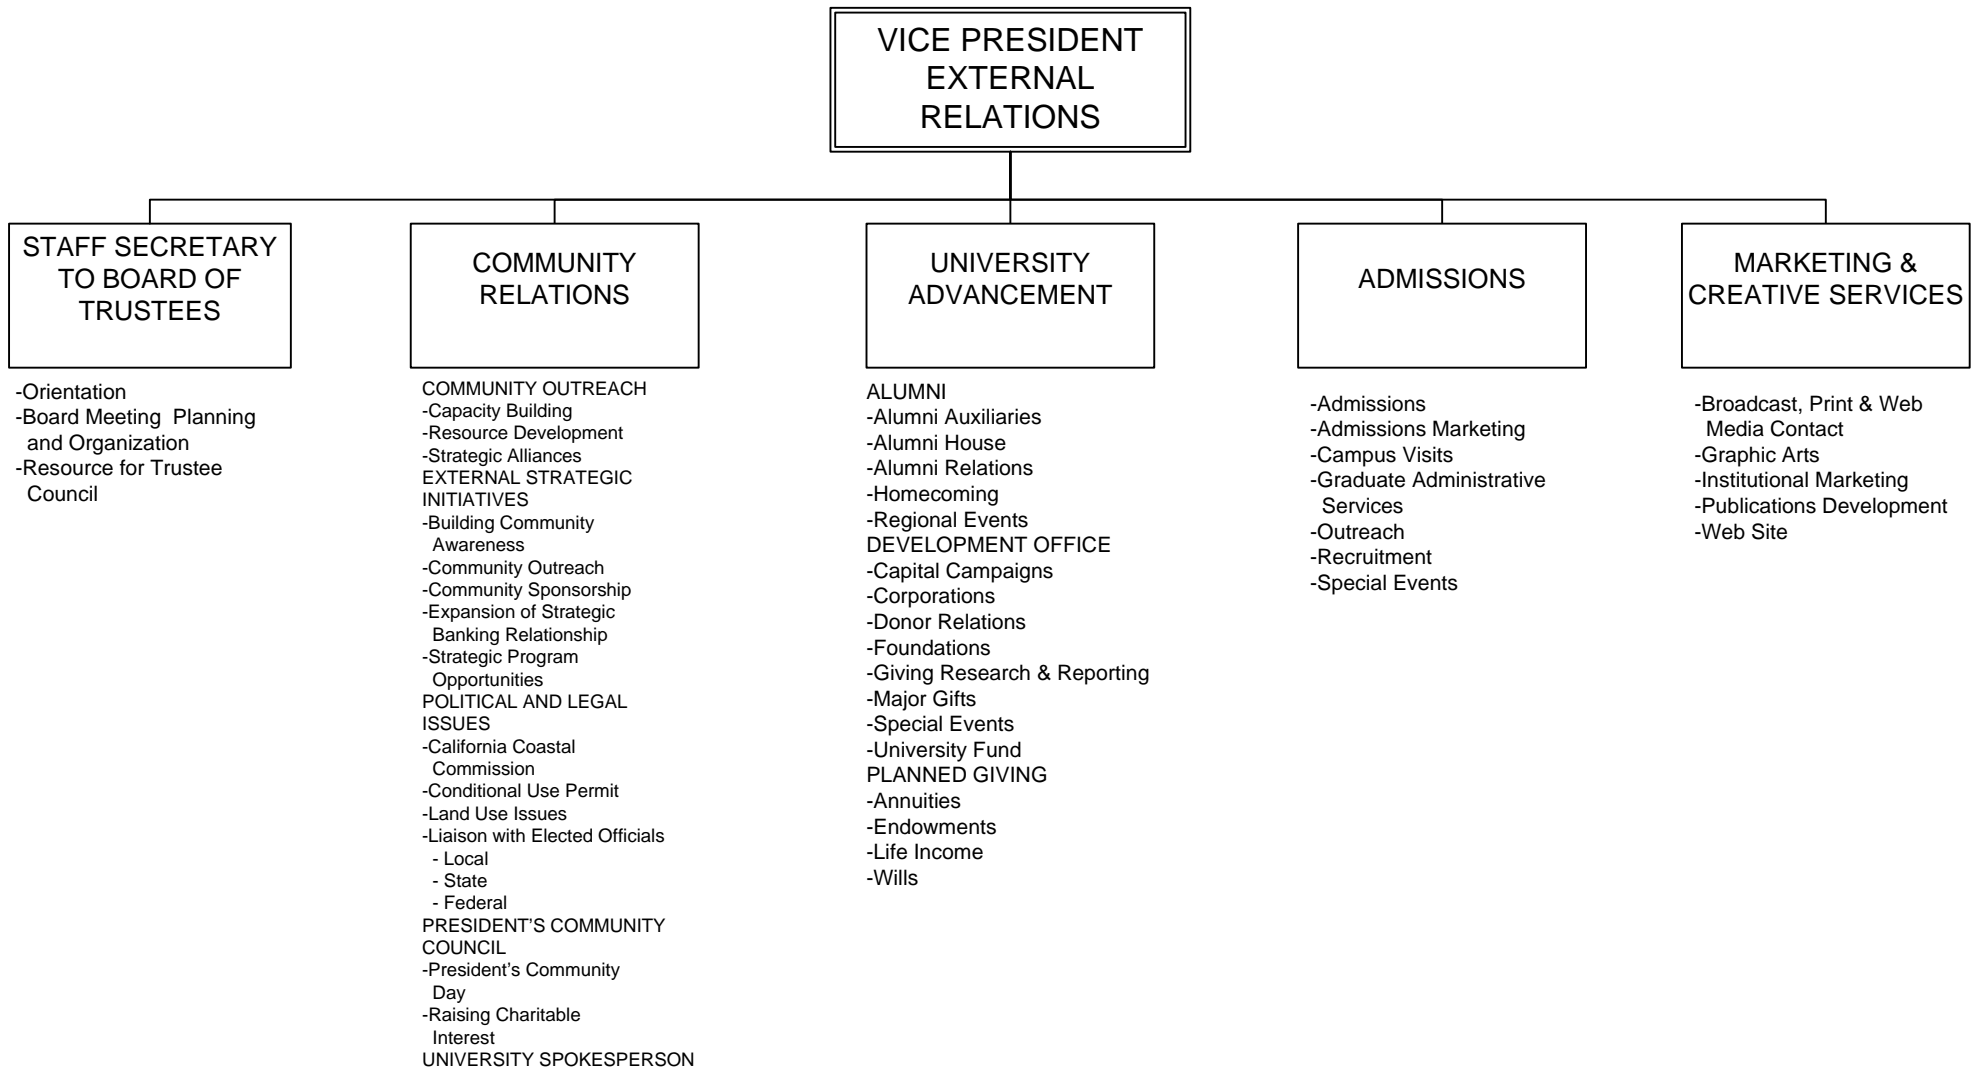 VICE PRESIDENT
EXTERNAL
RELATIONS
STAFF SECRETARY
TO BOARD OF
TRUSTEES
-Orientation
-Board Meeting  Planning
and Organization
-Resource for Trustee
Council
COMMUNITY
RELATIONS
COMMUNITY OUTREACH
-Capacity Building
-Resource Development
-Strategic Alliances
EXTERNAL STRATEGIC
INITIATIVES
-Building Community
Awareness
-Community Outreach
-Community Sponsorship
-Expansion of Strategic
Banking Relationship
-Strategic Program
Opportunities
POLITICAL AND LEGAL
ISSUES
-California Coastal
Commission
-Conditional Use Permit
-Land Use Issues
-Liaison with Elected Officials
- Local
- State
- Federal
PRESIDENT’S COMMUNITY
COUNCIL
-President’s Community
Day
-Raising Charitable
Interest
UNIVERSITY SPOKESPERSON
UNIVERSITY
ADVANCEMENT
ALUMNI
-Alumni Auxiliaries
-Alumni House
-Alumni Relations
-Homecoming
-Regional Events
DEVELOPMENT OFFICE
-Capital Campaigns
-Corporations
-Donor Relations
-Foundations
-Giving Research & Reporting
-Major Gifts
-Special Events
-University Fund
PLANNED GIVING
-Annuities
-Endowments
-Life Income
-Wills
ADMISSIONS
-Admissions
-Admissions Marketing
-Campus Visits
-Graduate Administrative
Services
-Outreach
-Recruitment
-Special Events
MARKETING &
CREATIVE SERVICES
-Broadcast, Print & Web
Media Contact
-Graphic Arts
-Institutional Marketing
-Publications Development
-Web Site